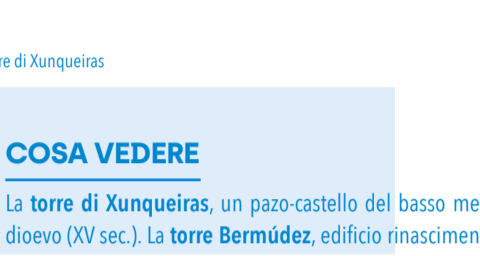 re di Xunqueiras
COSA VEDERE
La torre di Xunqueiras, un pazo-castello del basso me
dioevo (XV sec.). La torre Bermúdez, edificio rinascimen